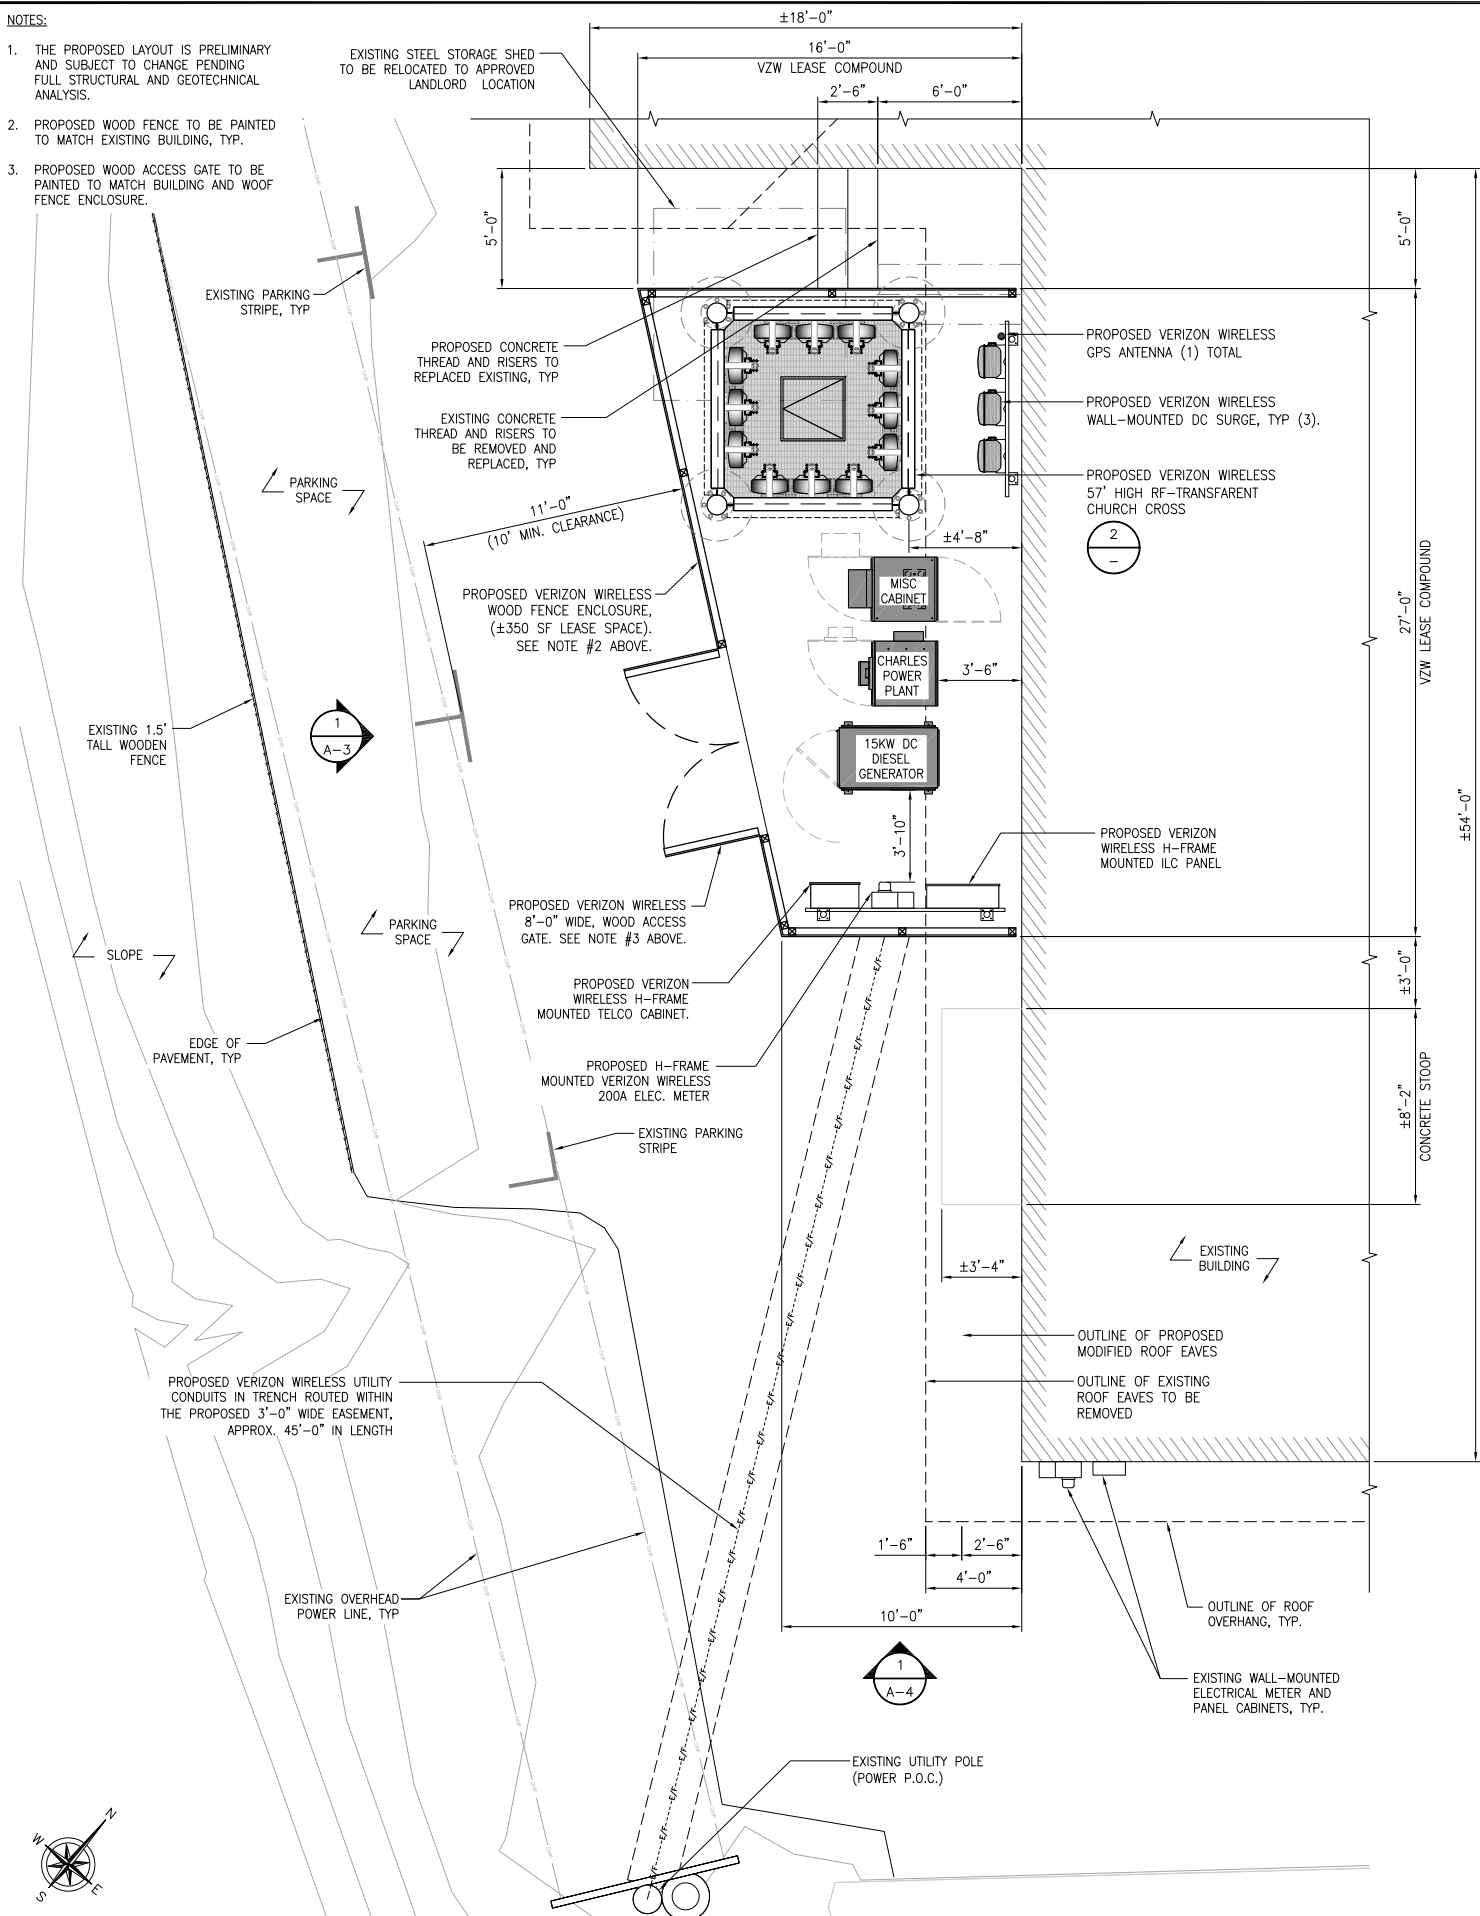 NOTES:
1. THE PROPOSED LAYOUT IS PRELIMINARY
AND SUBJECT TO CHANGE PENDING
FULL STRUCTURAL AND GEOTECHNICAL
ANALYSIS.
2. PROPOSED WOOD FENCE TO BE PAINTED
TO MATCH EXISTING BUILDING, TYP.
3. PROPOSED WOOD ACCESS GATE TO BE
PAINTED TO MATCH BUILDING AND WOOF
FENCE ENCLOSURE.
±18'-0"
16'-0"
VZW LEASE COMPOUND
2'-6"
6'-0"
EXISTING STEEL STORAGE SHED
TO BE RELOCATED TO APPROVED
LANDLORD LOCATION
5'-0"
5'-0"
EXISTING PARKING
STRIPE, TYP
PROPOSED CONCRETE
THREAD AND RISERS TO
REPLACED EXISTING, TYP
EXISTING CONCRETE
THREAD AND RISERS TO
BE REMOVED AND
REPLACED, TYP
PROPOSED VERIZON WIRELESS
GPS ANTENNA (1) TOTAL
PROPOSED VERIZON WIRELESS
WALL-MOUNTED DC SURGE, TYP (3).
PROPOSED VERIZON WIRELESS
57' HIGH RF-TRANSFARENT
CHURCH CROSS
2
–
PARKING
SPACE
11'-0"
(10' MIN. CLEARANCE)
±4'-8"
MISC
CABINET
PROPOSED VERIZON WIRELESS
WOOD FENCE ENCLOSURE,
(±350 SF LEASE SPACE).
SEE NOTE #2 ABOVE.
CHARLES
POWER
PLANT
3'-6"
27'-0"
VZW LEASE COMPOUND
±54'-0"
EXISTING 1.5'
TALL WOODEN
FENCE
1
A-3
15KW DC
DIESEL
GENERATOR
3'-10"
PROPOSED VERIZON
WIRELESS H-FRAME
MOUNTED ILC PANEL
PROPOSED VERIZON WIRELESS
8'-0" WIDE, WOOD ACCESS
GATE. SEE NOTE #3 ABOVE.
PARKING
SPACE
SLOPE
PROPOSED VERIZON
WIRELESS H-FRAME
MOUNTED TELCO CABINET.
±3'-0"
EDGE OF
PAVEMENT, TYP
PROPOSED H-FRAME
MOUNTED VERIZON WIRELESS
200A ELEC. METER
±8'-2"
CONCRETE STOOP
EXISTING PARKING
STRIPE
E/F E/F E/F E/F E/F E/F E/F E/F E/F E/F E/F E/F E/F E/F E/F E/F E/F E/F E/F E/F E/F E/F E/F
EXISTING
BUILDING
±3'-4"
OUTLINE OF PROPOSED
MODIFIED ROOF EAVES
OUTLINE OF EXISTING
ROOF EAVES TO BE
REMOVED
PROPOSED VERIZON WIRELESS UTILITY
CONDUITS IN TRENCH ROUTED WITHIN
THE PROPOSED 3'-0" WIDE EASEMENT,
APPROX. 45'-0" IN LENGTH
1'-6"
2'-6"
4'-0"
10'-0"
EXISTING OVERHEAD
POWER LINE, TYP
OUTLINE OF ROOF
OVERHANG, TYP.
1
A-4
EXISTING WALL-MOUNTED
ELECTRICAL METER AND
PANEL CABINETS, TYP.
EXISTING UTILITY POLE
(POWER P.O.C.)
N
W
S
E